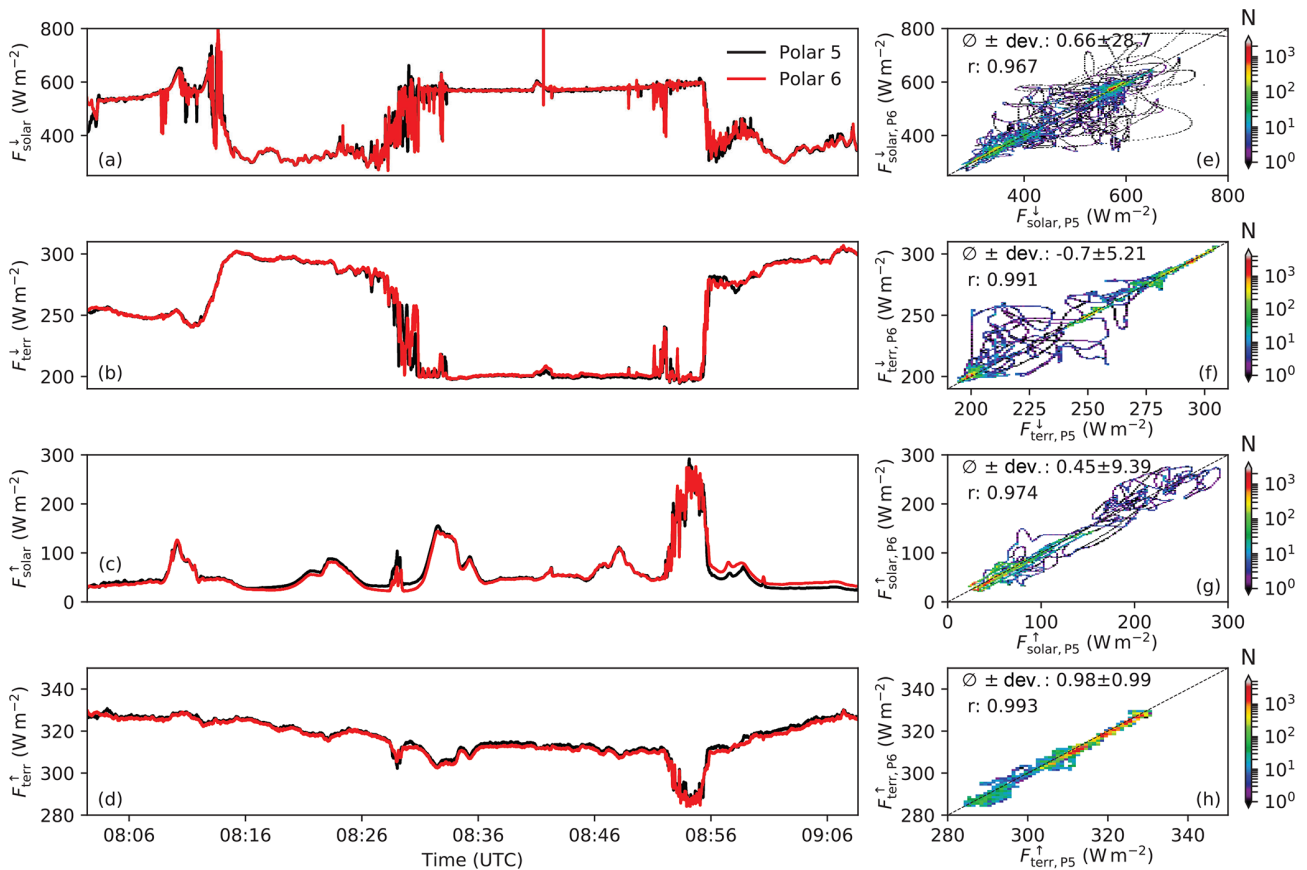 800
600
400
F↓solar (W m−2)
(a)
Polar 5
Polar 6
300
250
200
F↓terr (W m−2)
(b)
300
200
100
0
F↑solar (W m−2)
(c)
340
320
300
280
F↑terr (W m−2)
(d)
08:06 08:16 08:26 08:36 08:46 08:56 09:06
Time (UTC)
800
600
400
F↓solar, P6 (W m−2)
∅ ± dev.: 0.66±28.7
r: 0.967
(e)
400 600 800
F↓solar, P5 (W m−2)
N
10³
10²
10¹
10⁰
300
250
200
F↓terr, P6 (W m−2)
∅ ± dev.: -0.7±5.21
r: 0.991
(f)
200 225 250 275 300
F↓terr, P5 (W m−2)
N
10³
10²
10¹
10⁰
300
200
100
0
F↑solar, P6 (W m−2)
∅ ± dev.: 0.45±9.39
r: 0.974
(g)
0 100 200 300
F↑solar, P5 (W m−2)
N
10³
10²
10¹
10⁰
340
320
300
280
F↑terr, P6 (W m−2)
∅ ± dev.: 0.98±0.99
r: 0.993
(h)
280 300 320 340
F↑terr, P5 (W m−2)
N
10³
10²
10¹
10⁰